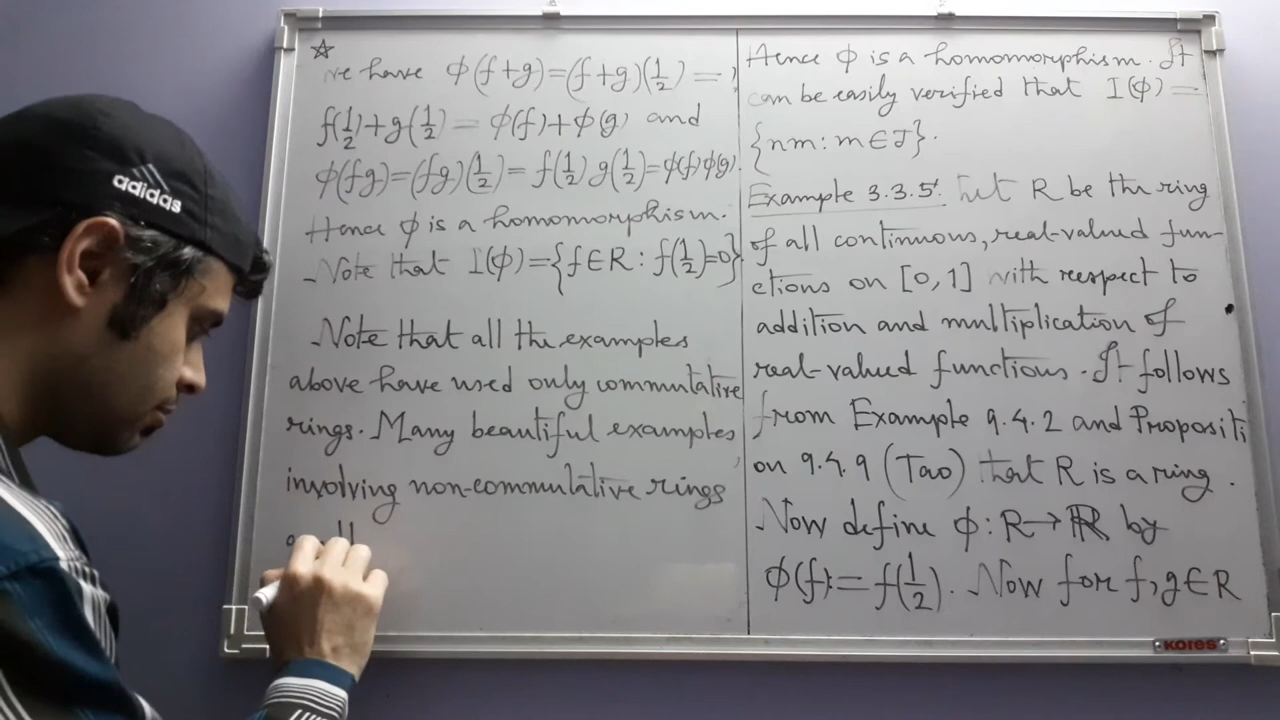 ☆
we have φ(f+g)=(f+g)(1/2)=
f(1/2)+g(1/2)=φ(f)+φ(g) and
φ(fg)=(fg)(1/2)=f(1/2)g(1/2)=φ(f)φ(g).
Hence φ is a homomorphism.
Note that I(φ)={f∈R: f(1/2)=0}
Note that all the examples
above have used only commutative
rings. Many beautiful examples
involving non-commutative rings
Hence φ is a homomorphism. It
can be easily verified that I(φ)=
{nm: m∈J}.
Example 3.3.5: Let R be the ring
of all continuous, real-valued fun-
ctions on [0,1] with respect to
addition and multiplication of
real-valued functions. It follows
from Example 9.4.2 and Propositi
on 9.4.9 (Tao) that R is a ring.
Now define φ: R→ℝ by
φ(f):=f(1/2). Now for f,g∈R
adidas
KORES